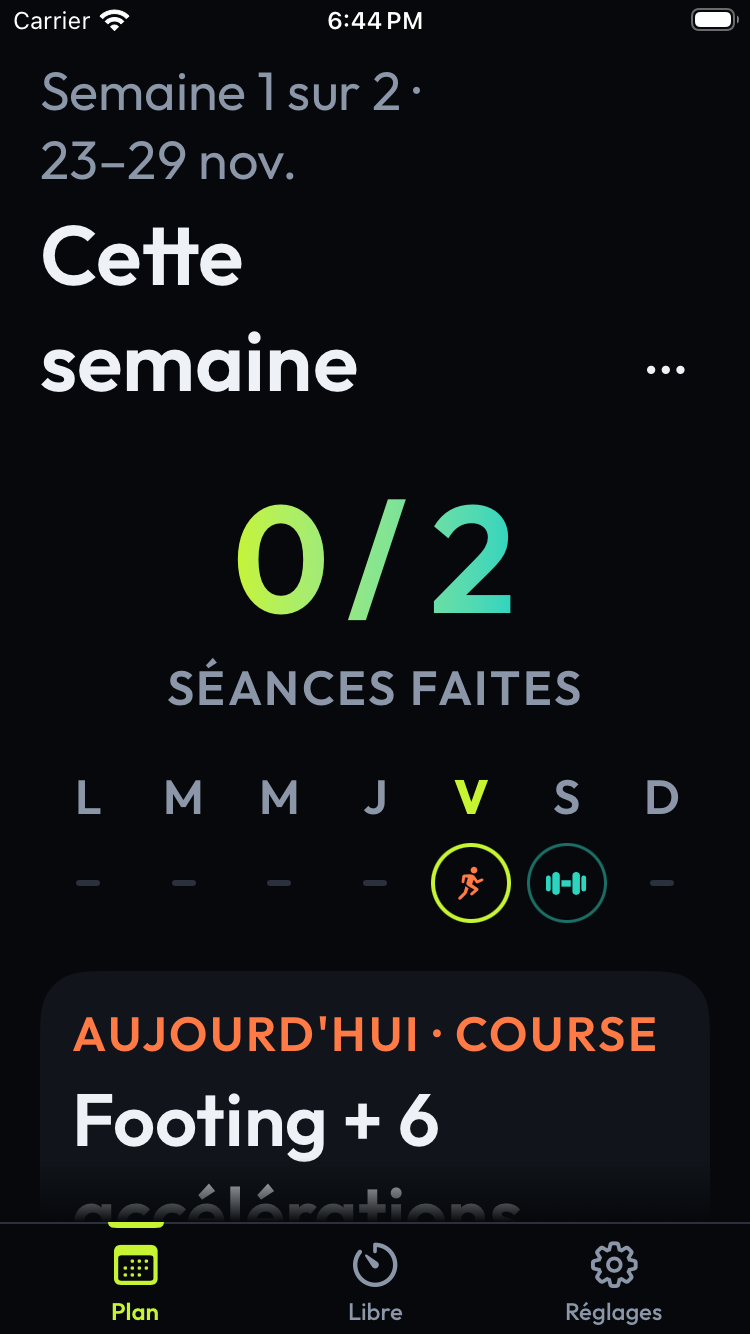 Carrier 6:44 PM
Semaine 1 sur 2 ·
23–29 nov.
Cette
semaine
0/2
SÉANCES FAITES
L M M J V S D
AUJOURD'HUI · COURSE
Footing + 6
accélérations
Plan Libre Réglages